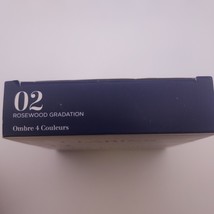 02
ROSEWOOD GRADATION
Ombre 4 Couleurs